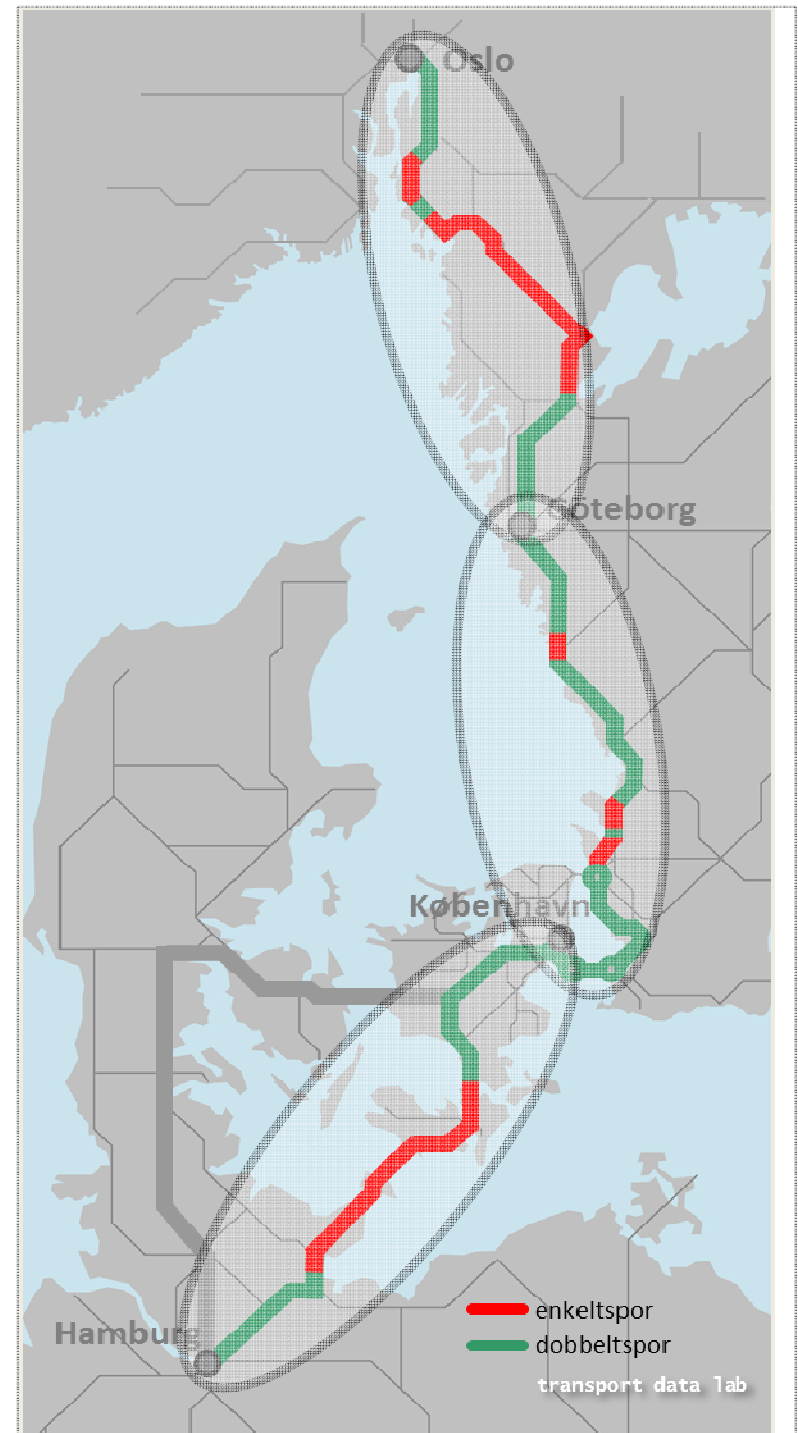 Oslo
Göteborg
København
Hamburg
enkeltspor
dobbeltspor
transport data lab